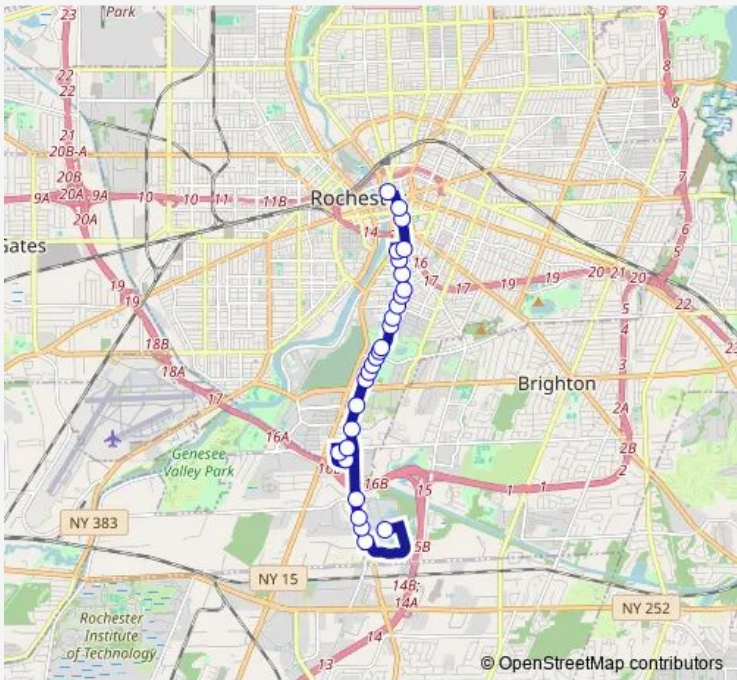 23
Park
9
22
22
8
8
21
20B-A
20B
20A
9A
9A
10
10
11
11B
20A
7
Rochest
14
6
Gates
16
17
19
19
20
21
20
19
19
22
5
4
18B
3
23
18A
17
Brighton
2A
16A
Genesee
Valley Park
2B
16B
15
1
1
2
NY 383
5B
NY 15
14B;
14A
Rochester
Institute
of Technology
14
13
NY 252
© OpenStreetMap contributors